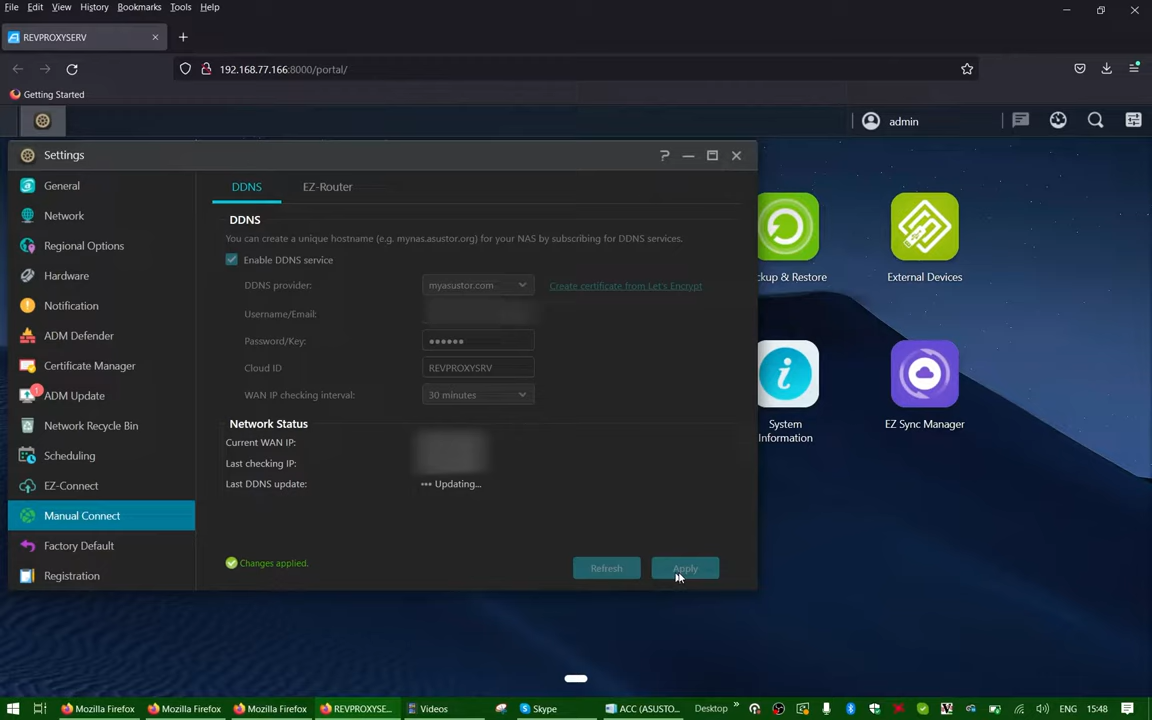 File Edit View History Bookmarks Tools Help
REVPROXYSERV
192.168.77.166:8000/portal/
Getting Started
admin
Settings
General
Network
Regional Options
Hardware
Notification
ADM Defender
Certificate Manager
1
ADM Update
Network Recycle Bin
Scheduling
EZ-Connect
Manual Connect
Factory Default
Registration
DDNS EZ-Router
DDNS
You can create a unique hostname (e.g. mynas.asustor.org) for your NAS by subscribing for DDNS services.
Enable DDNS service
DDNS provider: myasustor.com Create certificate from Let's Encrypt
Username/Email:
Password/Key: ••••••
Cloud ID REVPROXYSRV
WAN IP checking interval: 30 minutes
Network Status
Current WAN IP:
Last checking IP:
Last DDNS update: ••• Updating...
Changes applied.
Refresh Apply
ckup & Restore
External Devices
System
Information
EZ Sync Manager
Mozilla Firefox Mozilla Firefox Mozilla Firefox REVPROXYSE... Videos Skype ACC (ASUSTO... Desktop » ENG 15:48